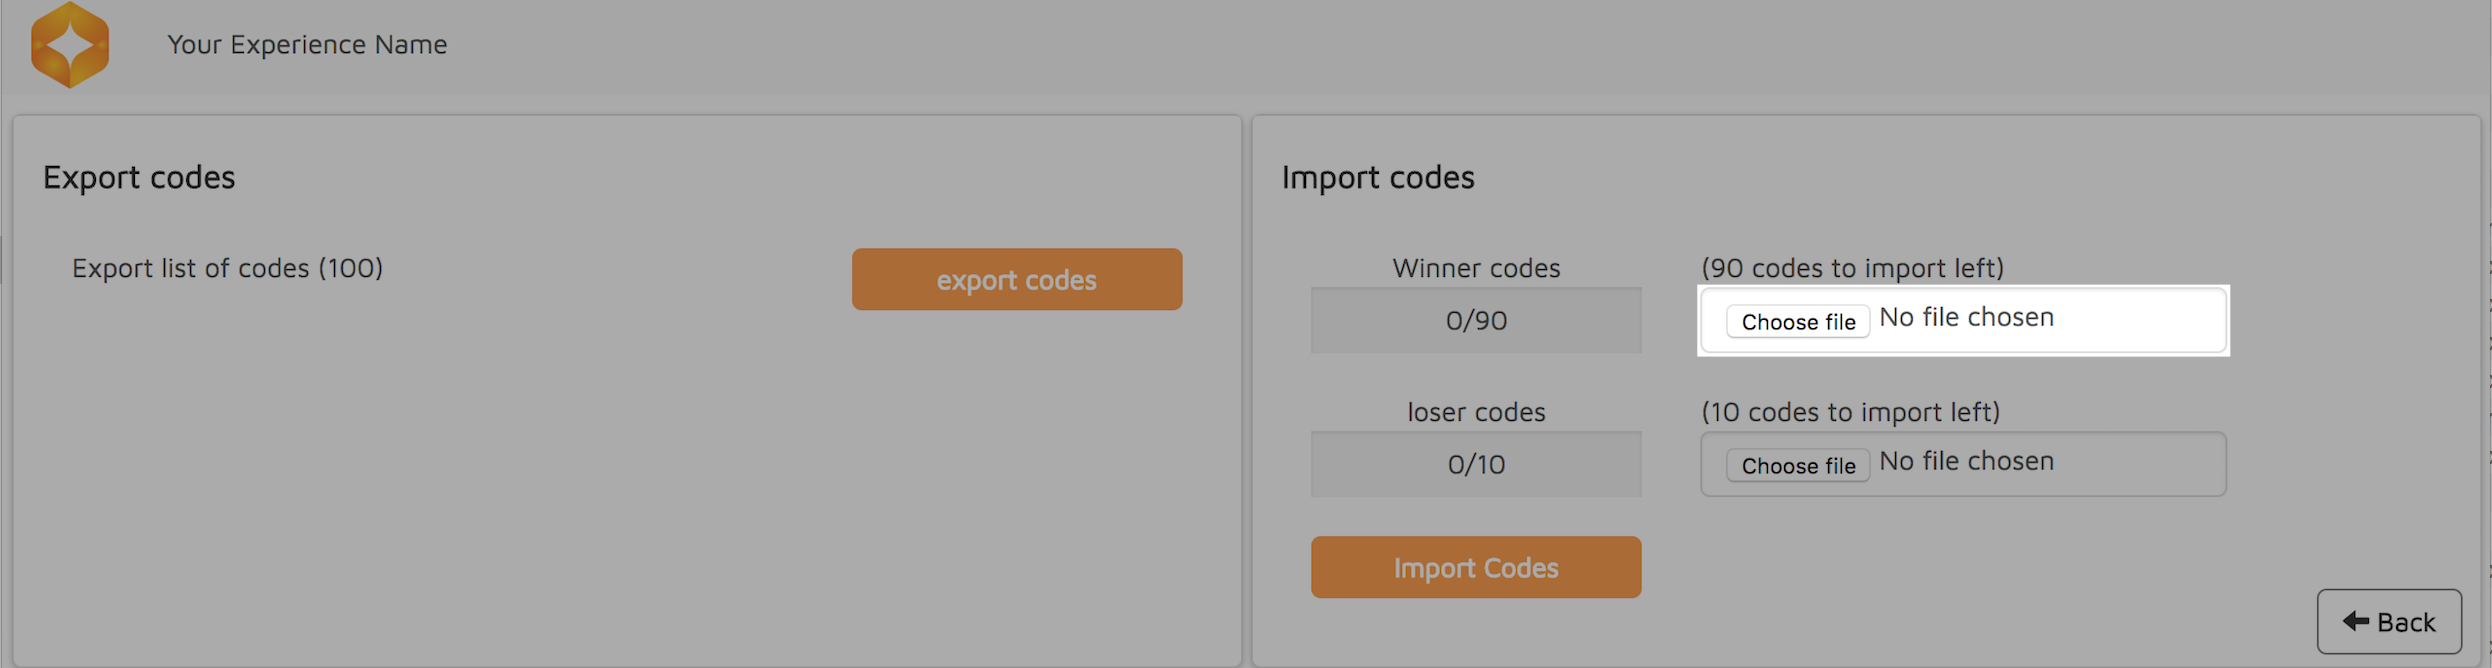 Your Experience Name
Export codes
Export list of codes (100)
export codes
Import codes
Winner codes
(90 codes to import left)
0/90
Choose file No file chosen
loser codes
(10 codes to import left)
0/10
Choose file No file chosen
Import Codes
Back